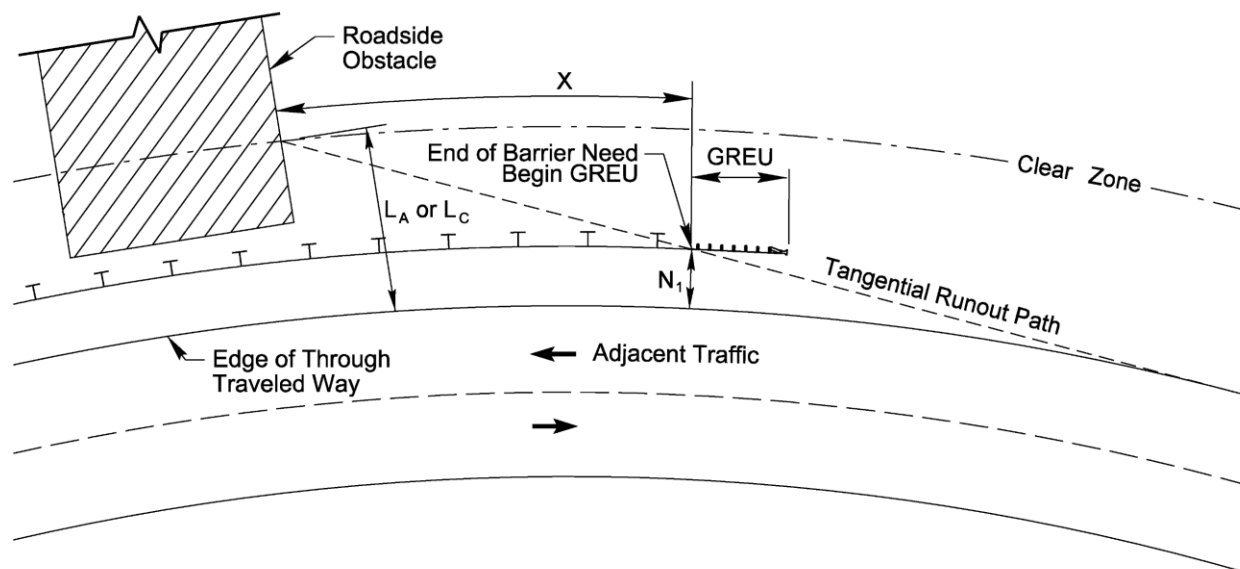 Roadside
Obstacle
X
End of Barrier Need
Begin GREU
GREU
Clear Zone
L_A or L_C
N_1
Tangential Runout Path
Edge of Through
Traveled Way
Adjacent Traffic